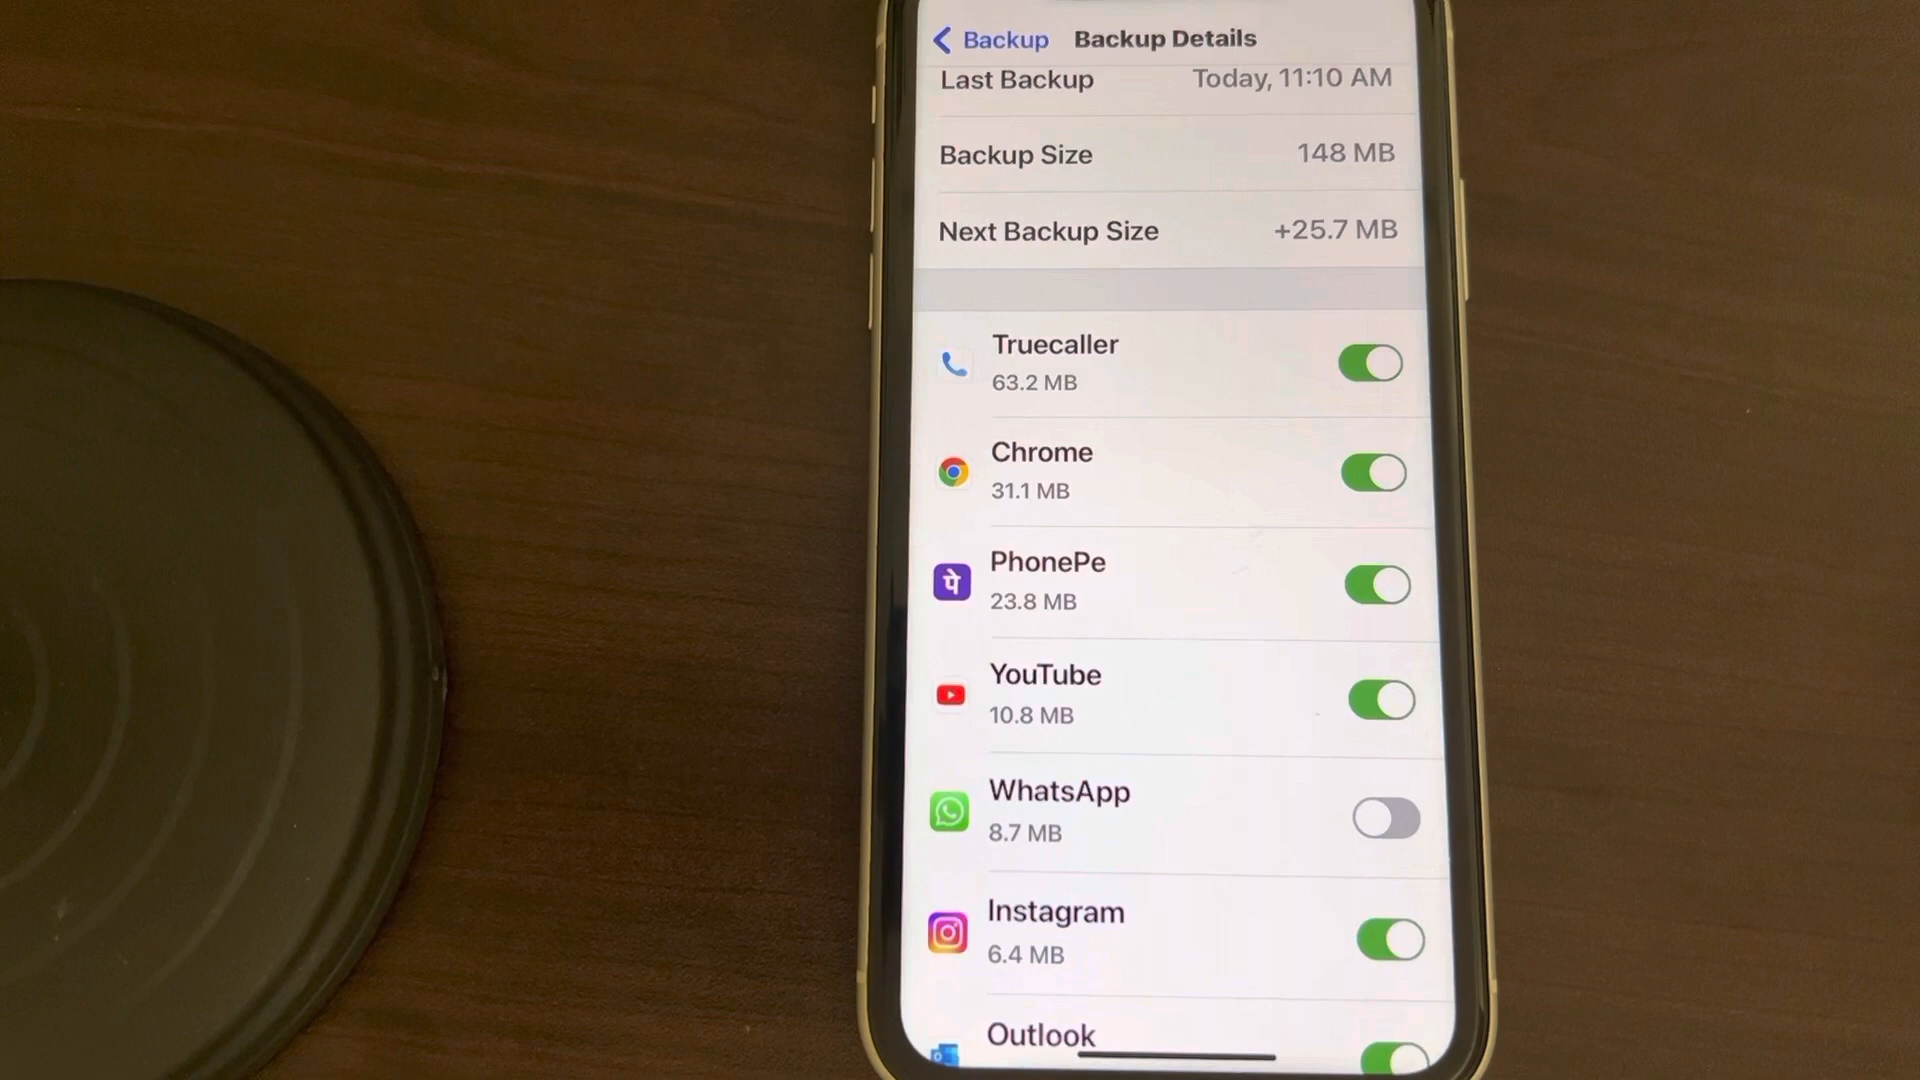 Backup Backup Details
Last Backup Today, 11:10 AM
Backup Size 148 MB
Next Backup Size +25.7 MB
Truecaller
63.2 MB
Chrome
31.1 MB
पे PhonePe
23.8 MB
YouTube
10.8 MB
WhatsApp
8.7 MB
Instagram
6.4 MB
Outlook